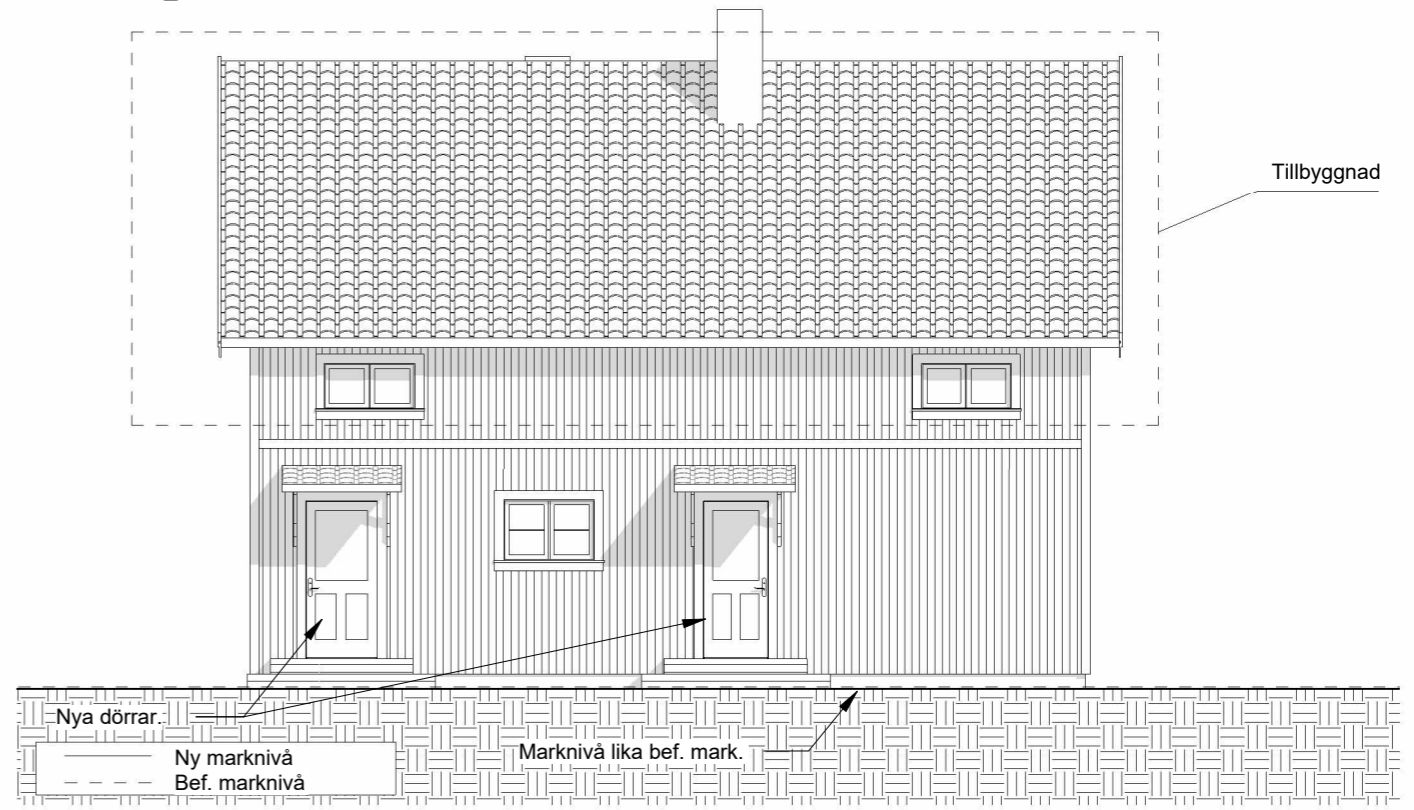 Tillbyggnad
Nya dörrar.
Ny marknivå
Bef. marknivå
Marknivå lika bef. mark.